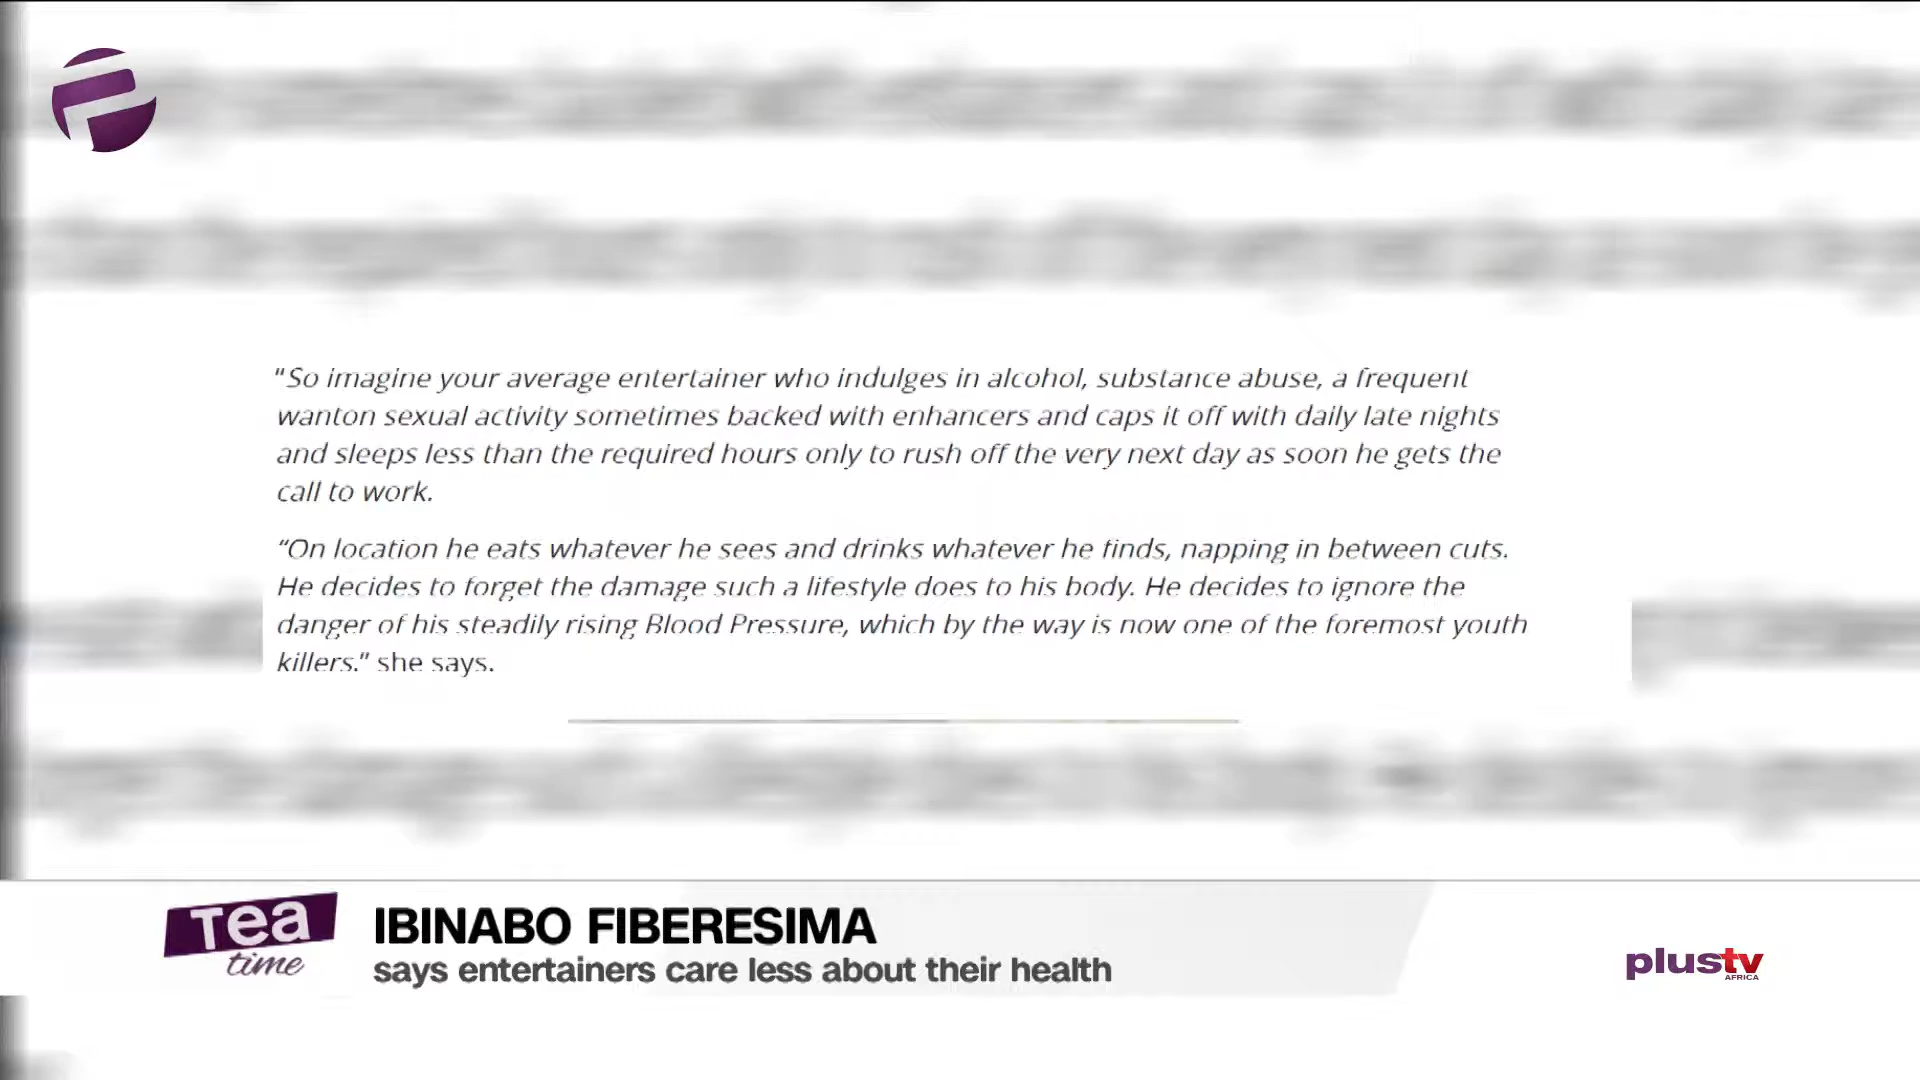 "So imagine your average entertainer who indulges in alcohol, substance abuse, a frequent
wanton sexual activity sometimes backed with enhancers and caps it off with daily late nights
and sleeps less than the required hours only to rush off the very next day as soon he gets the
call to work.
“On location he eats whatever he sees and drinks whatever he finds, napping in between cuts.
He decides to forget the damage such a lifestyle does to his body. He decides to ignore the
danger of his steadily rising Blood Pressure, which by the way is now one of the foremost youth
killers.” she says.
Tea
time
IBINABO FIBERESIMA
says entertainers care less about their health
plustv
AFRICA